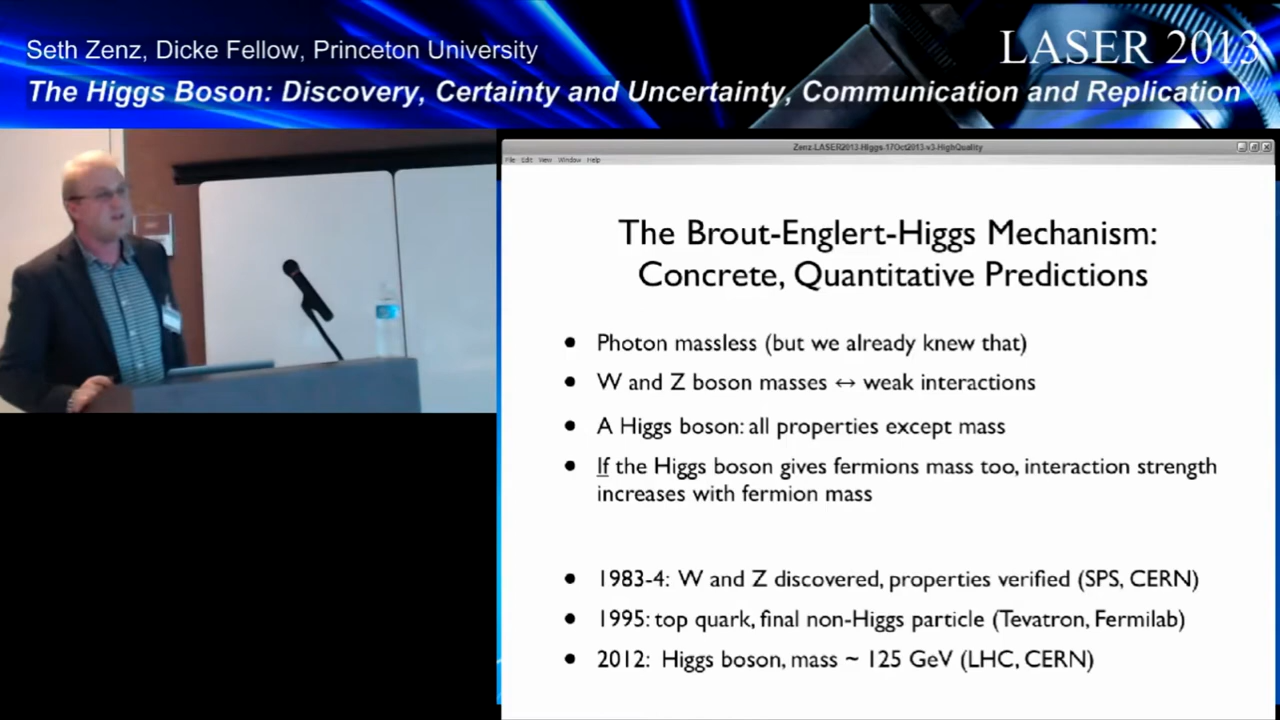 Seth Zenz, Dicke Fellow, Princeton University
LASER 2013
The Higgs Boson: Discovery, Certainty and Uncertainty, Communication and Replication
Zenz-LASER2013-Higgs-17Oct2013-v3-HighQuality
File Edit View Window Help
The Brout-Englert-Higgs Mechanism:
Concrete, Quantitative Predictions
• Photon massless (but we already knew that)
• W and Z boson masses ↔ weak interactions
• A Higgs boson: all properties except mass
• If the Higgs boson gives fermions mass too, interaction strength
increases with fermion mass
• 1983-4: W and Z discovered, properties verified (SPS, CERN)
• 1995: top quark, final non-Higgs particle (Tevatron, Fermilab)
• 2012: Higgs boson, mass ~ 125 GeV (LHC, CERN)